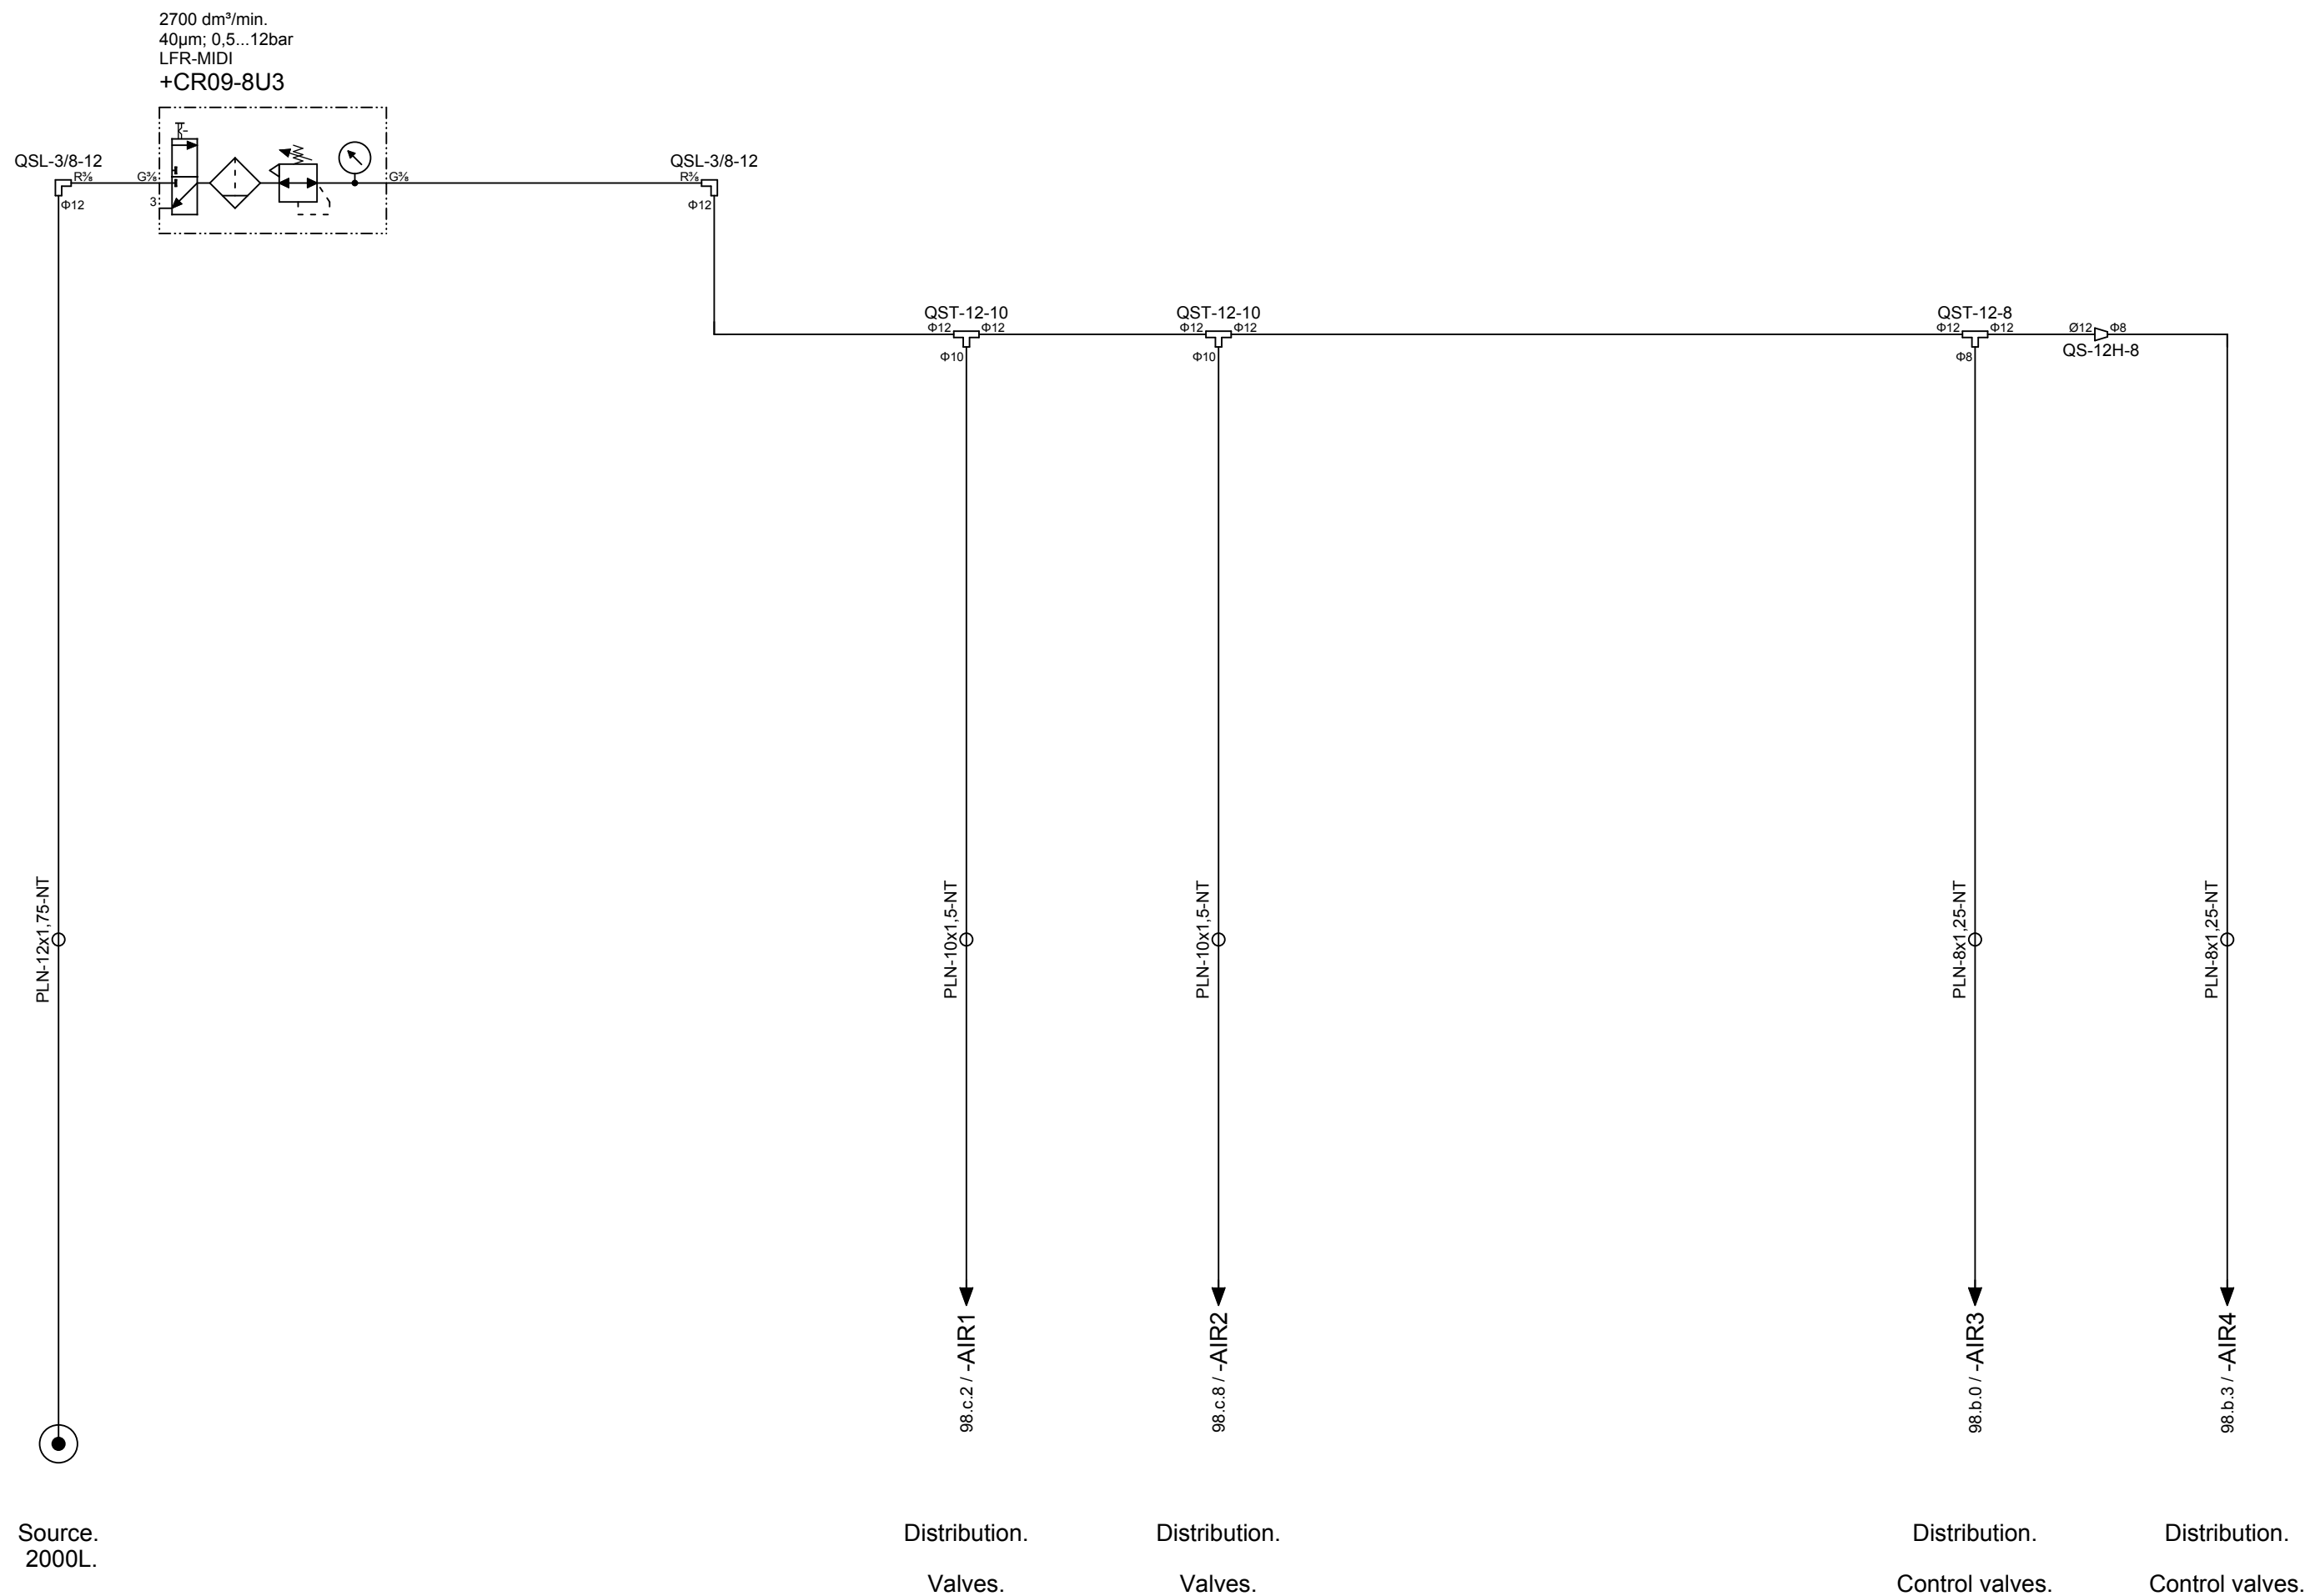 2700 dm³/min.
40µm; 0,5...12bar
LFR-MIDI
+CR09-8U3
QSL-3/8-12
R⅜
G⅜
Φ12
3
G⅜
QSL-3/8-12
R⅜
Φ12
QST-12-10
Φ12 Φ12
Φ10
QST-12-10
Φ12 Φ12
Φ10
QST-12-8
Φ12 Φ12
Φ8
Ø12 Φ8
QS-12H-8
PLN-12x1,75-NT
PLN-10x1,5-NT
PLN-10x1,5-NT
PLN-8x1,25-NT
PLN-8x1,25-NT
98.c.2 / -AIR1
98.c.8 / -AIR2
98.b.0 / -AIR3
98.b.3 / -AIR4
Source.
2000L.
Distribution.
Valves.
Distribution.
Valves.
Distribution.
Control valves.
Distribution.
Control valves.